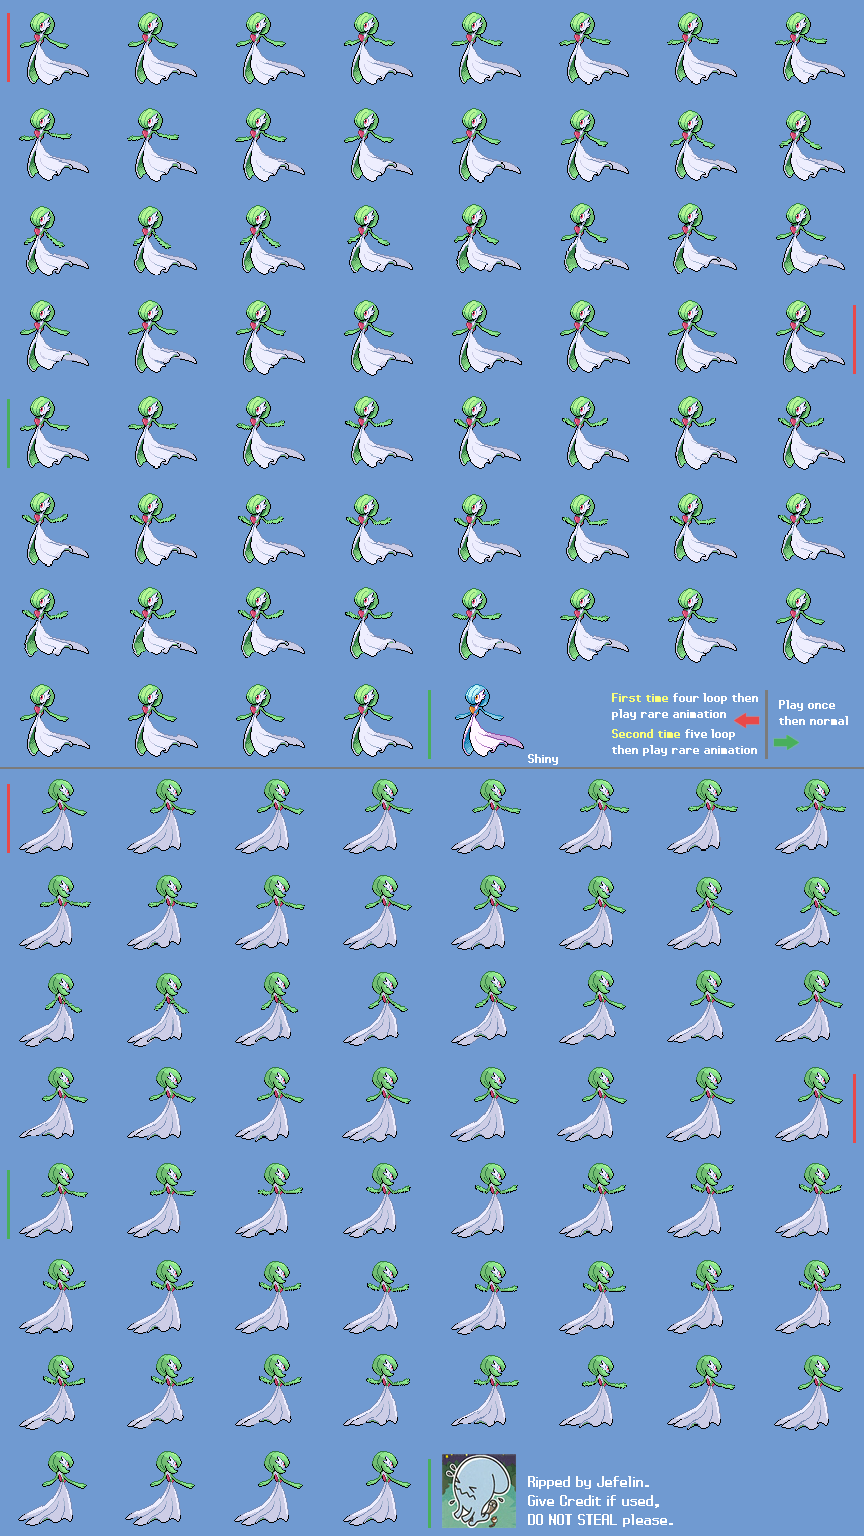 First time four loop then
play rare animation
Second time five loop
then play rare animation
Play once
then normal
Shiny
Ripped by Jefelin.
Give Credit if used,
DO NOT STEAL please.